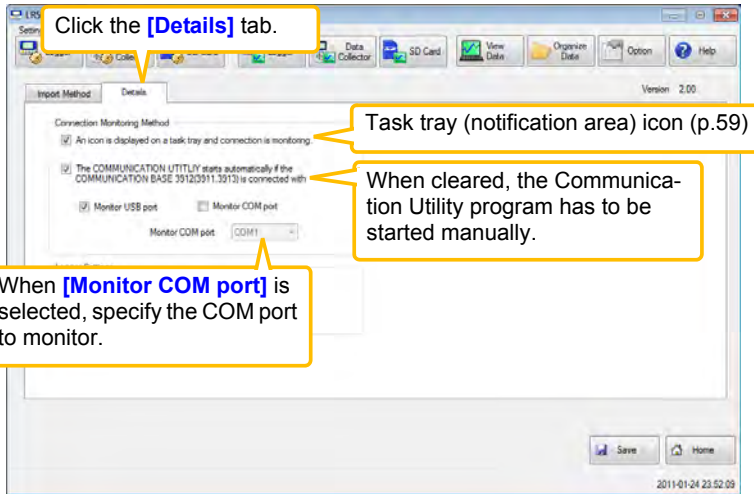 LR5
Click the [Details] tab.
Data
Collector
SD Card
View
Data
Organize
Data
Option
Help
Import Method
Details
Version 2.00
Connection Monitoring Method
An icon is displayed on a task tray and connection is monitoring.
Task tray (notification area) icon (p.59)
The COMMUNICATION UTITLIY starts automatically if the
COMMUNICATION BASE 3912(3911.3913) is connected with
When cleared, the Communica-
tion Utility program has to be
started manually.
Monitor USB port
Monitor COM port
Monitor COM port
COM1
When [Monitor COM port] is
selected, specify the COM port
to monitor.
Save
Home
2011-01-24 23:52:09